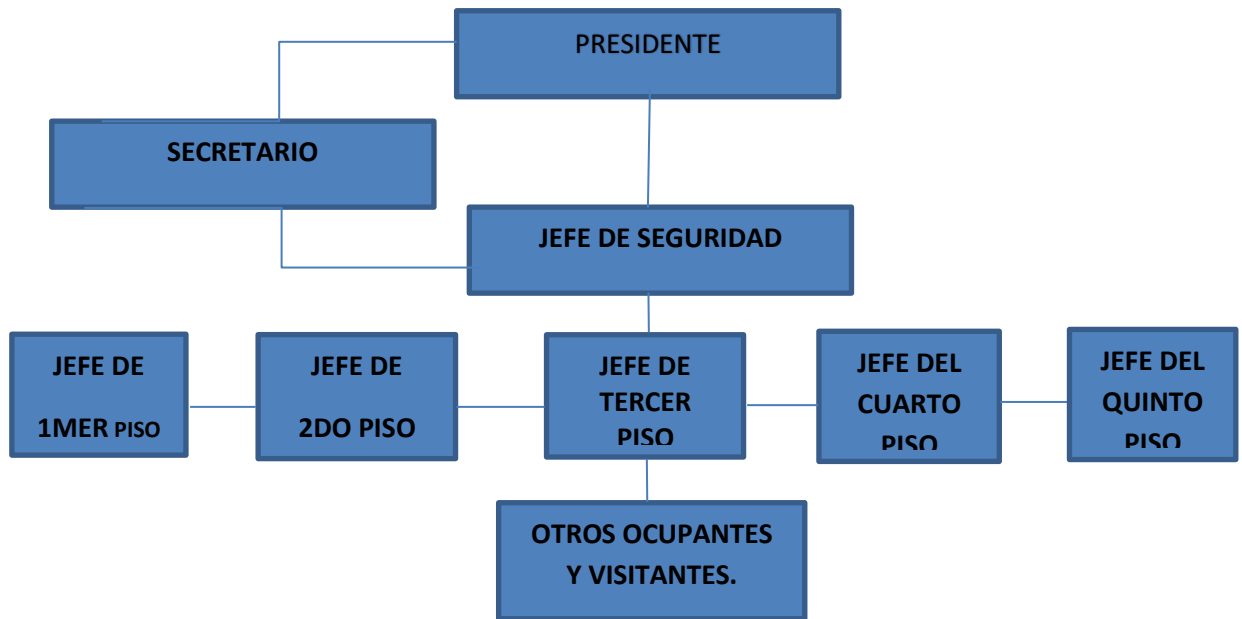 PRESIDENTE
SECRETARIO
JEFE DE SEGURIDAD
JEFE DE
1MER PISO
JEFE DE
2DO PISO
JEFE DE
TERCER
PISO
JEFE DEL
CUARTO
PISO
JEFE DEL
QUINTO
PISO
OTROS OCUPANTES
Y VISITANTES.